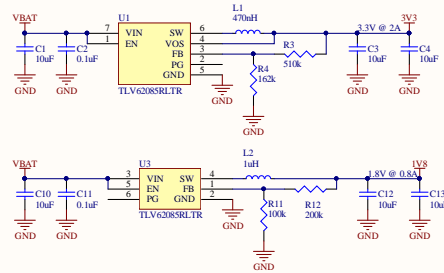 L1
VBAT U1 470nH 3V3
7 VIN SW 6 3.3V @ 2A
1 EN VOS 4
C1 C2 FB 3 R3 C3 C4
10uF 0.1uF PG 2 R4 510k 10uF 10uF
GND 5 162k
GND GND TLV62085RLTR GND GND GND
GND
L2
VBAT U3 1uH 1V8
3 VIN SW 4 1.8V @ 0.8A
5 EN FB 1
C10 C11 6 PG GND 2 R11 R12 C12 C13
10uF 0.1uF TLV62085RLTR 100k 200k 10uF
GND GND GND GND GND
GND